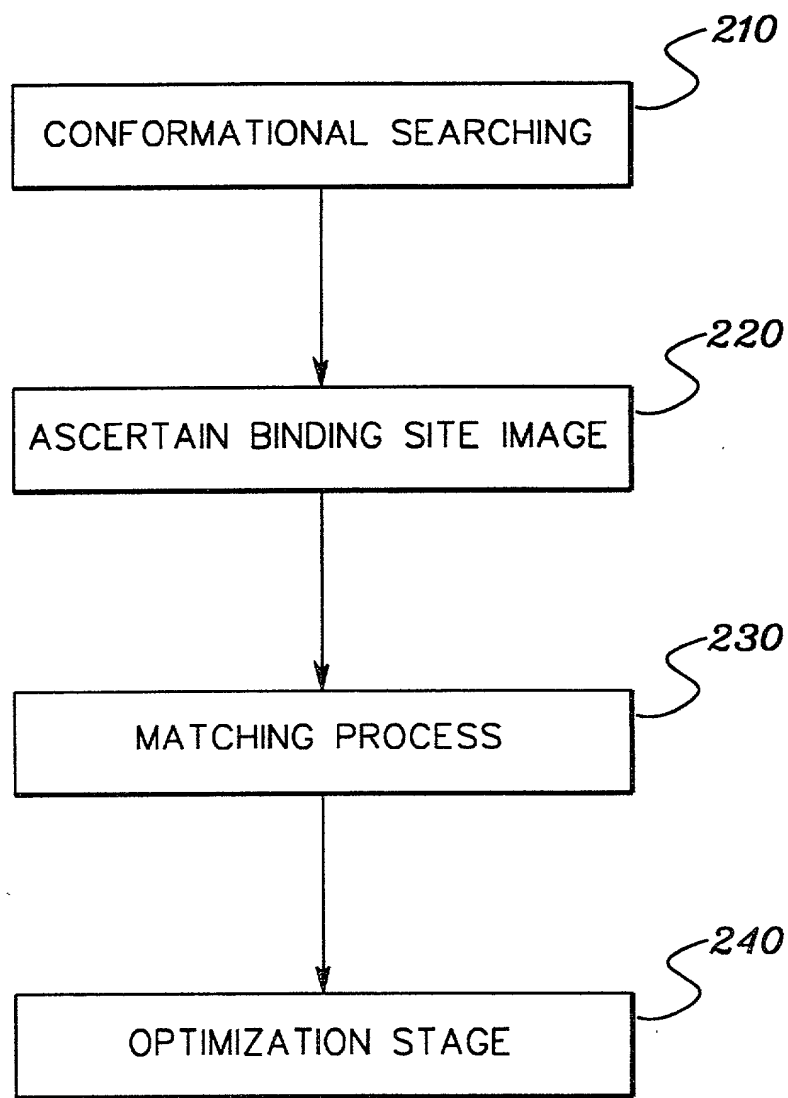 210
CONFORMATIONAL SEARCHING
220
ASCERTAIN BINDING SITE IMAGE
230
MATCHING PROCESS
240
OPTIMIZATION STAGE